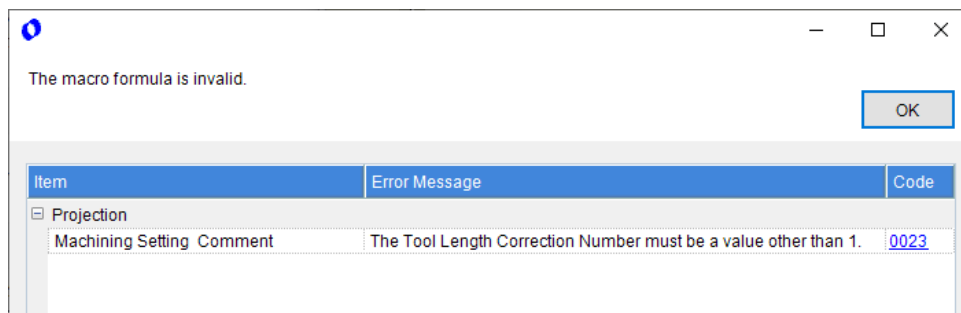 The macro formula is invalid.
OK
Item Error Message Code
Projection
Machining Setting Comment The Tool Length Correction Number must be a value other than 1. 0023